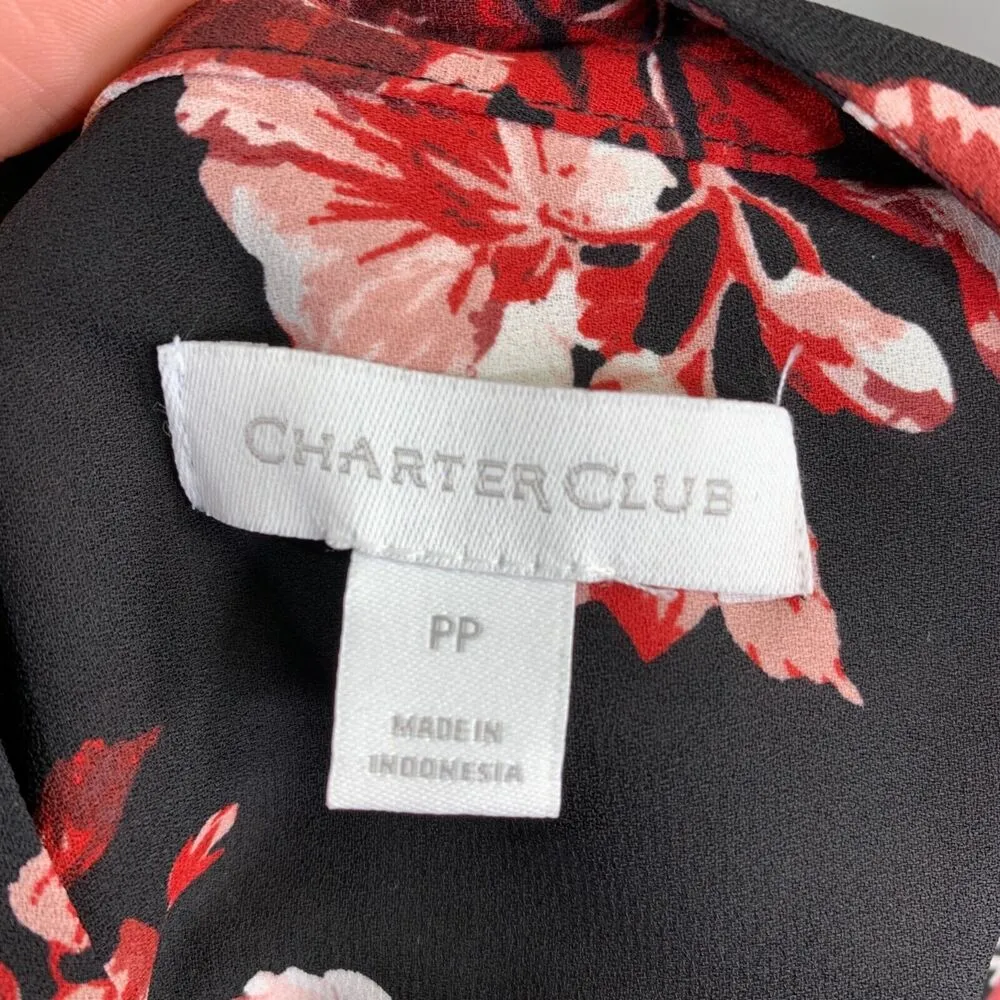 CHARTER CLUB
PP
MADE IN
INDONESIA